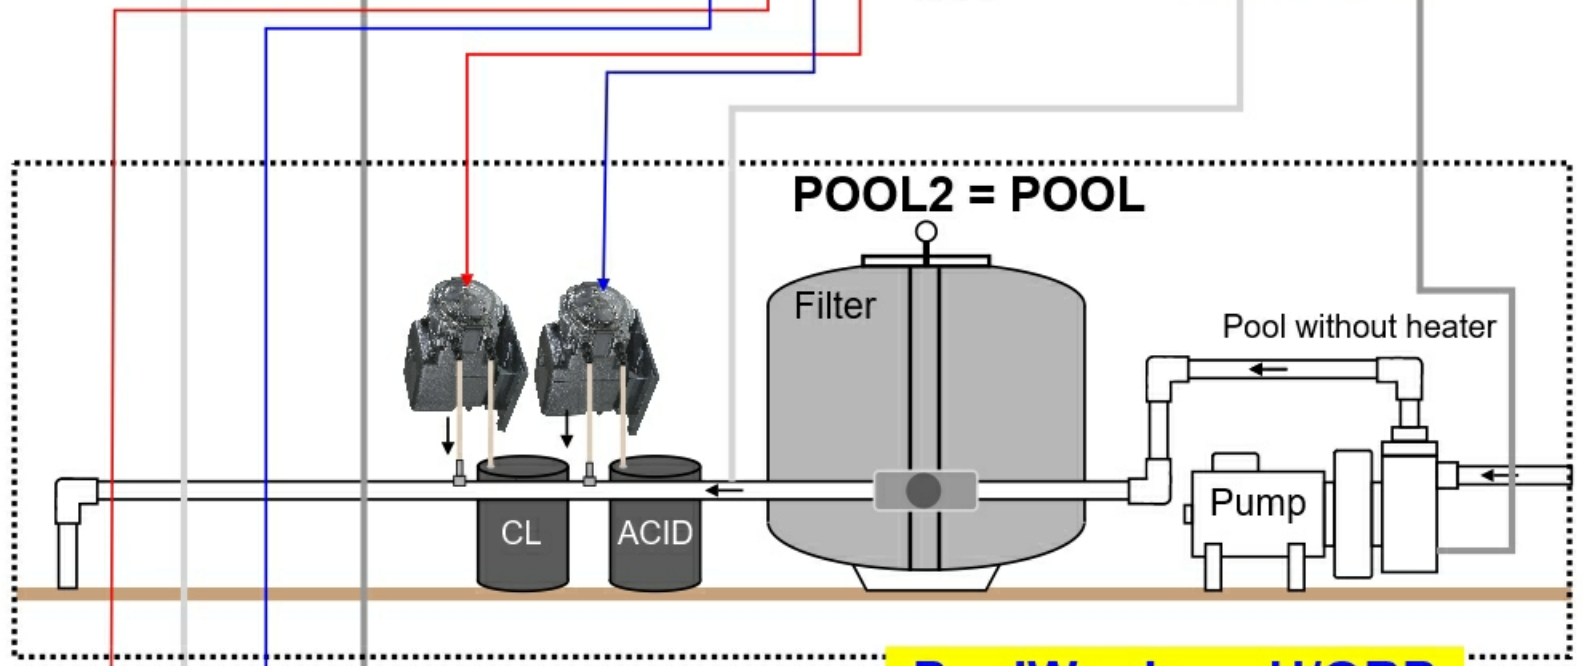 POOL2 = POOL
Filter
Pool without heater
Pump
CL
ACID